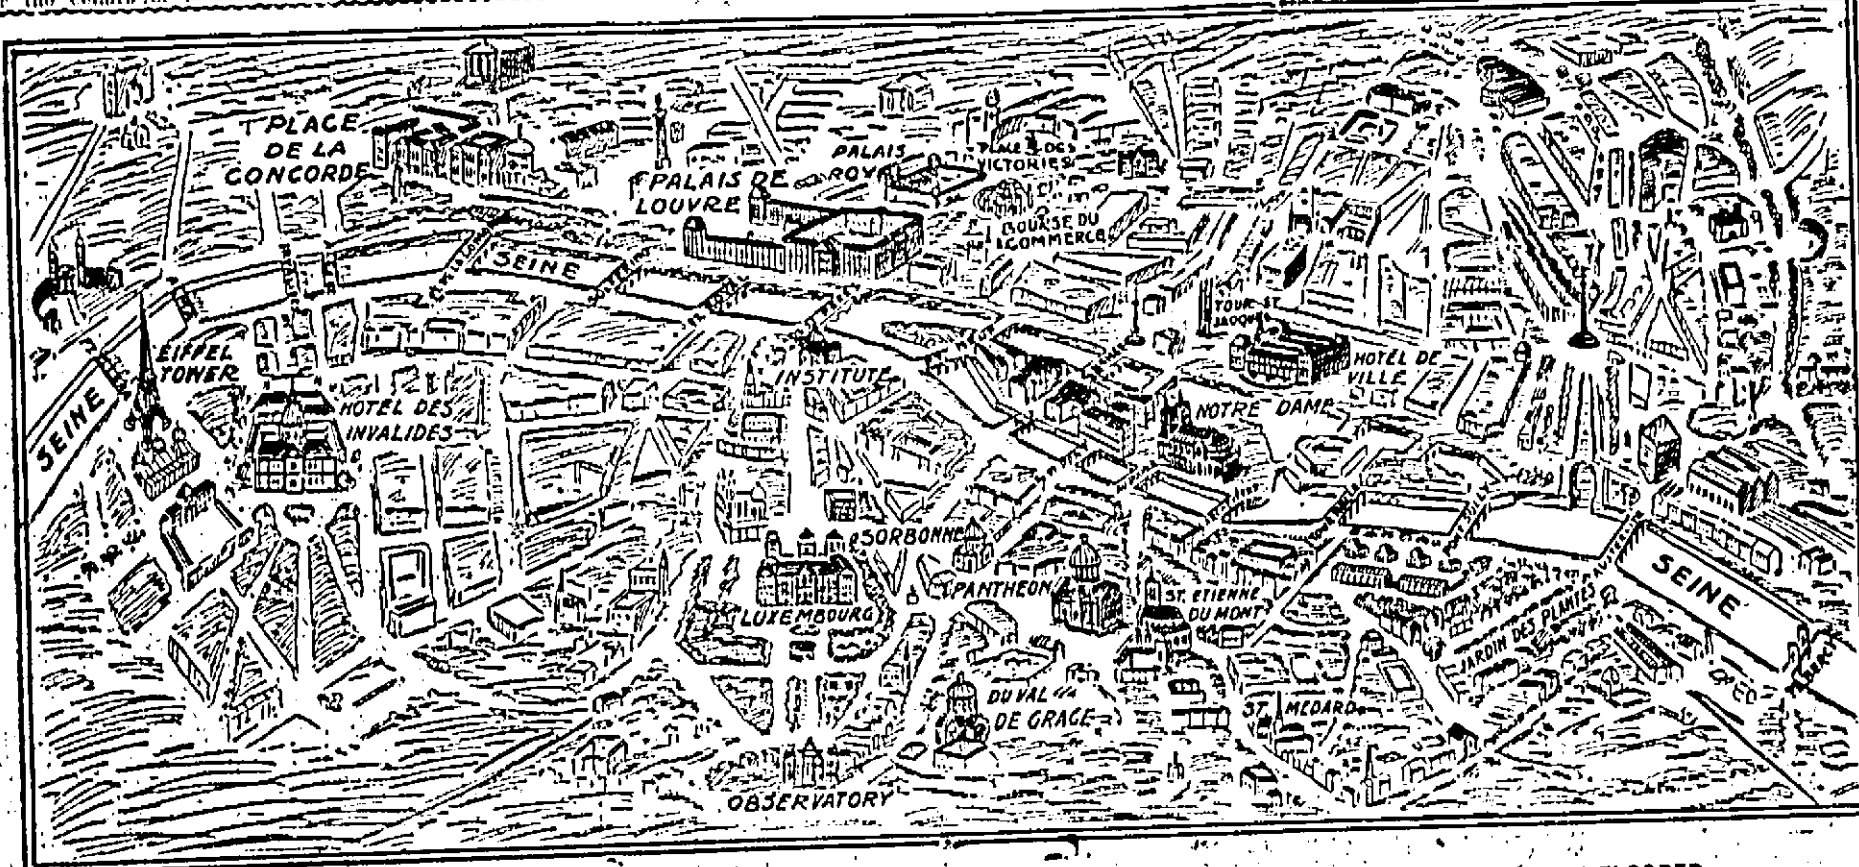 PLACE
DE LA
CONCORDE
PALAIS DE
LOUVRE
PALAIS
ROYAL
PLACE DES
VICTORIES
BOURSE DU
COMMERCE
SEINE
TOUR ST
JACQUES
HOTEL DE
VILLE
EIFFEL
TOWER
SEINE
HOTEL DES
INVALIDES
INSTITUTE
NOTRE DAME
SORBONNE
PANTHEON
ST. ETIENNE
DU MONT
LUXEMBOURG
SEINE
JARDIN DES PLANTES
DU VAL
DE GRACE
ST. MEDARD
OBSERVATORY